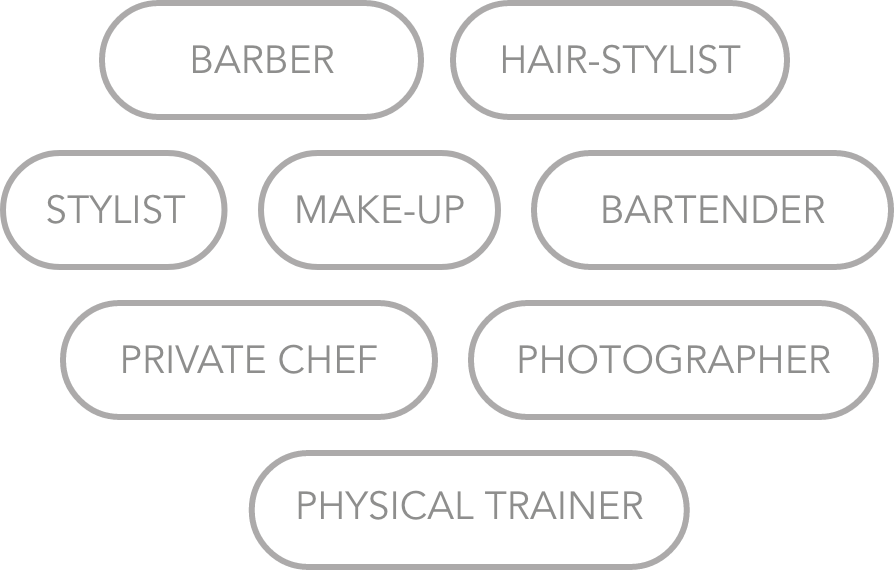 BARBER
HAIR-STYLIST
STYLIST
MAKE-UP
BARTENDER
PRIVATE CHEF
PHOTOGRAPHER
PHYSICAL TRAINER